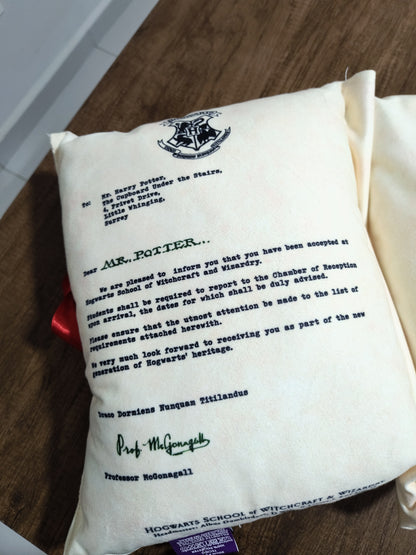 To: Mr. Harry Potter,
The Cupboard Under the Stairs,
4, Privet Drive,
Little Whinging,
Surrey
Dear MR. POTTER...
We are pleased to inform you that you have been accepted at
Hogwarts School of Witchcraft and Wizardry.
Students shall be required to report to the Chamber of Reception
upon arrival, the dates for which shall be duly advised.
Please ensure that the utmost attention be made to the list of
requirements attached herewith.
We very much look forward to receiving you as part of the new
generation of Hogwarts' heritage.
Draco Dormiens Nunquam Titilandus
Prof. McGonagall
Professor McGonagall
HOGWARTS SCHOOL of WITCHCRAFT & WIZARDRY
Headmaster: Albus Dumbledore, D.